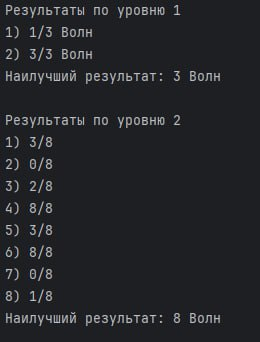 Результаты по уровню 1
1) 1/3 Волн
2) 3/3 Волн
Наилучший результат: 3 Волн
Результаты по уровню 2
1) 3/8
2) 0/8
3) 2/8
4) 8/8
5) 3/8
6) 8/8
7) 0/8
8) 1/8
Наилучший результат: 8 Волн